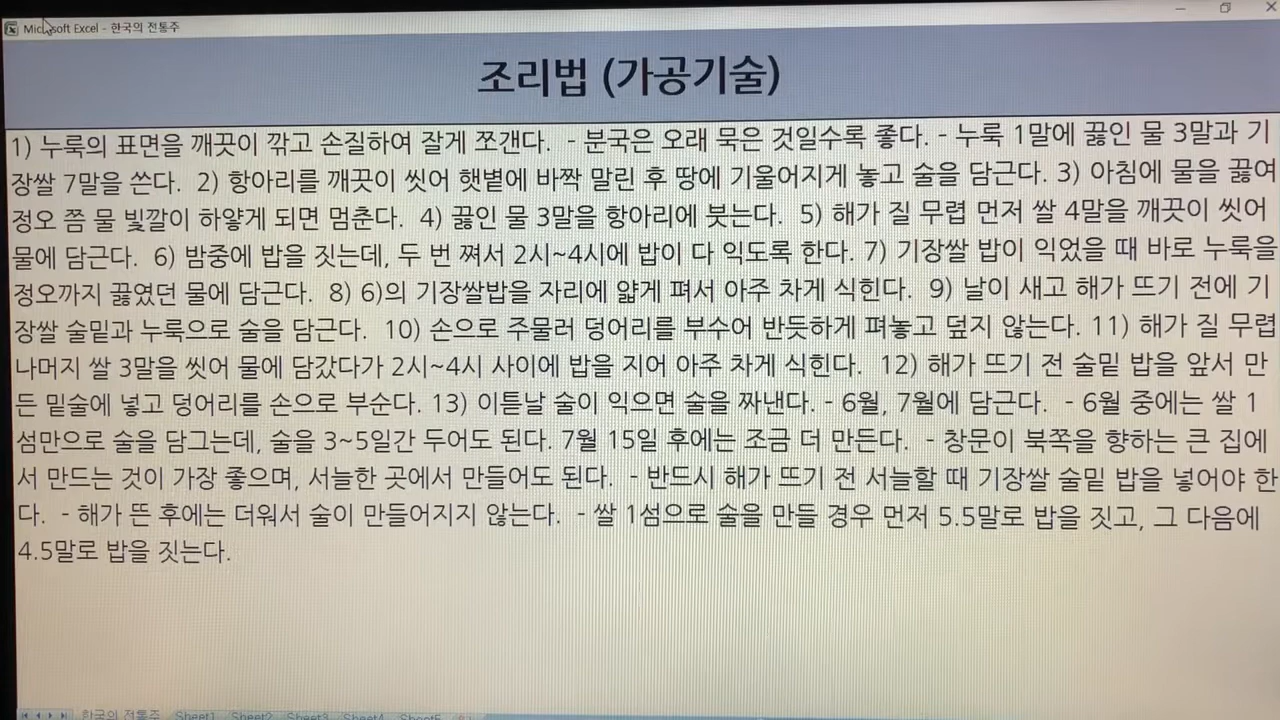 Microsoft Excel - 한국의 전통주
조리법 (가공기술)
1) 누룩의 표면을 깨끗이 깎고 손질하여 잘게 쪼갠다. - 분국은 오래 묵은 것일수록 좋다. - 누룩 1말에 끓인 물 3말과 기
장쌀 7말을 쓴다. 2) 항아리를 깨끗이 씻어 햇볕에 바짝 말린 후 땅에 기울어지게 놓고 술을 담근다. 3) 아침에 물을 끓여
정오 쯤 물 빛깔이 하얗게 되면 멈춘다. 4) 끓인 물 3말을 항아리에 붓는다. 5) 해가 질 무렵 먼저 쌀 4말을 깨끗이 씻어
물에 담근다. 6) 밤중에 밥을 짓는데, 두 번 쪄서 2시~4시에 밥이 다 익도록 한다. 7) 기장쌀 밥이 익었을 때 바로 누룩을
정오까지 끓였던 물에 담근다. 8) 6)의 기장쌀밥을 자리에 얇게 펴서 아주 차게 식힌다. 9) 날이 새고 해가 뜨기 전에 기
장쌀 술밑과 누룩으로 술을 담근다. 10) 손으로 주물러 덩어리를 부수어 반듯하게 펴놓고 덮지 않는다. 11) 해가 질 무렵
나머지 쌀 3말을 씻어 물에 담갔다가 2시~4시 사이에 밥을 지어 아주 차게 식힌다. 12) 해가 뜨기 전 술밑 밥을 앞서 만
든 밑술에 넣고 덩어리를 손으로 부순다. 13) 이튿날 술이 익으면 술을 짜낸다. - 6월, 7월에 담근다. - 6월 중에는 쌀 1
섬만으로 술을 담그는데, 술을 3~5일간 두어도 된다. 7월 15일 후에는 조금 더 만든다. - 창문이 북쪽을 향하는 큰 집에
서 만드는 것이 가장 좋으며, 서늘한 곳에서 만들어도 된다. - 반드시 해가 뜨기 전 서늘할 때 기장쌀 술밑 밥을 넣어야 한
다. - 해가 뜬 후에는 더워서 술이 만들어지지 않는다. - 쌀 1섬으로 술을 만들 경우 먼저 5.5말로 밥을 짓고, 그 다음에
4.5말로 밥을 짓는다.
한국의 전통주 Sheet1 Sheet2 Sheet3 Sheet4 Sheet5